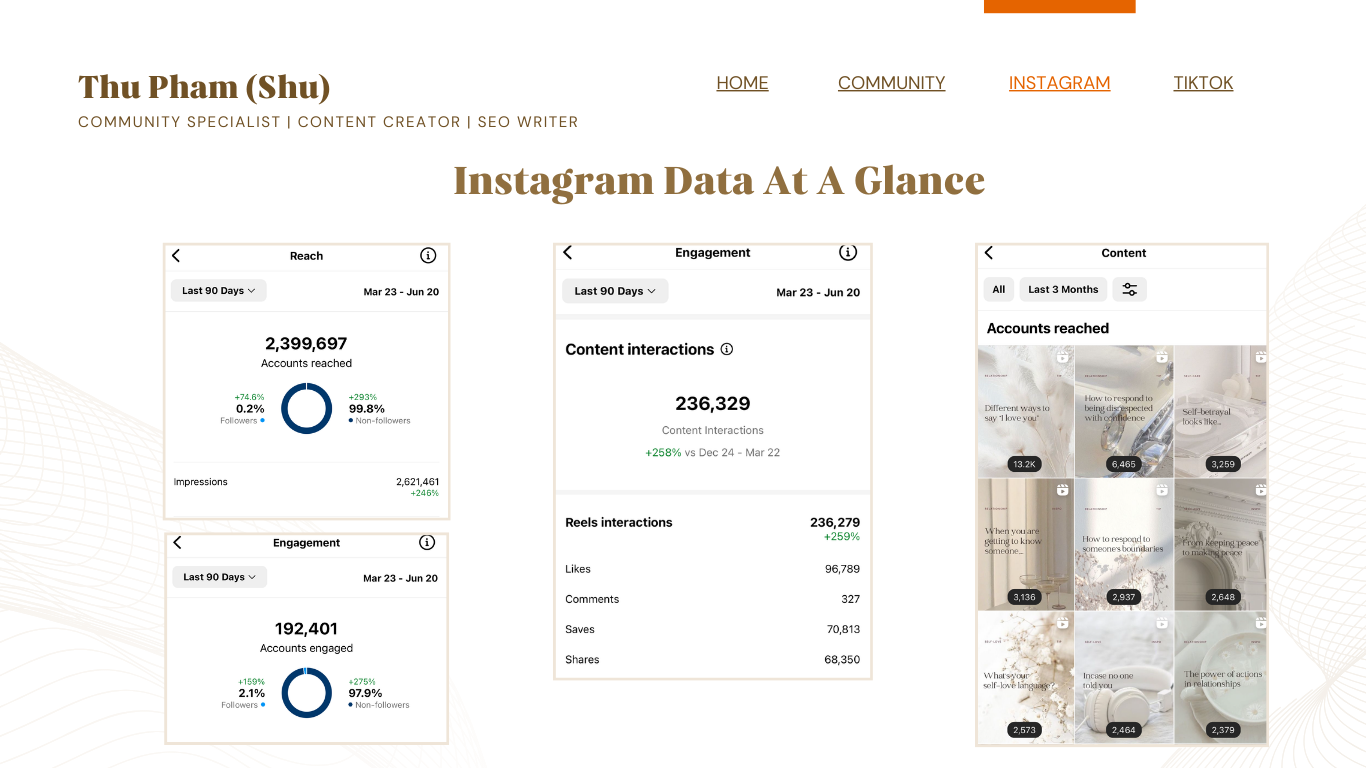 Thu Pham (Shu)
COMMUNITY SPECIALIST | CONTENT CREATOR | SEO WRITER
HOME
COMMUNITY
INSTAGRAM
TIKTOK
Instagram Data At A Glance
Reach
Last 90 Days
Mar 23 - Jun 20
2,399,697
Accounts reached
+74.6%
0.2%
Followers
+293%
99.8%
Non-followers
Impressions
2,621,461
+246%
Engagement
Last 90 Days
Mar 23 - Jun 20
192,401
Accounts engaged
+159%
2.1%
Followers
+275%
97.9%
Non-followers
Engagement
Last 90 Days
Mar 23 - Jun 20
Content interactions
236,329
Content Interactions
+258% vs Dec 24 - Mar 22
Reels interactions
236,279
+259%
Likes
96,789
Comments
327
Saves
70,813
Shares
68,350
Content
All
Last 3 Months
Accounts reached
Different ways to
say "I love you"
13.2K
How to respond to
being disrespected
with confidence
6,465
Self-betrayal
looks like...
3,259
When you are
getting to know
someone...
3,136
How to respond to
someone's boundaries
2,937
From keeping peace
to making peace
2,648
What's your
self-love language?
2,573
Incase no one
told you
2,464
The power of actions
in relationships
2,379